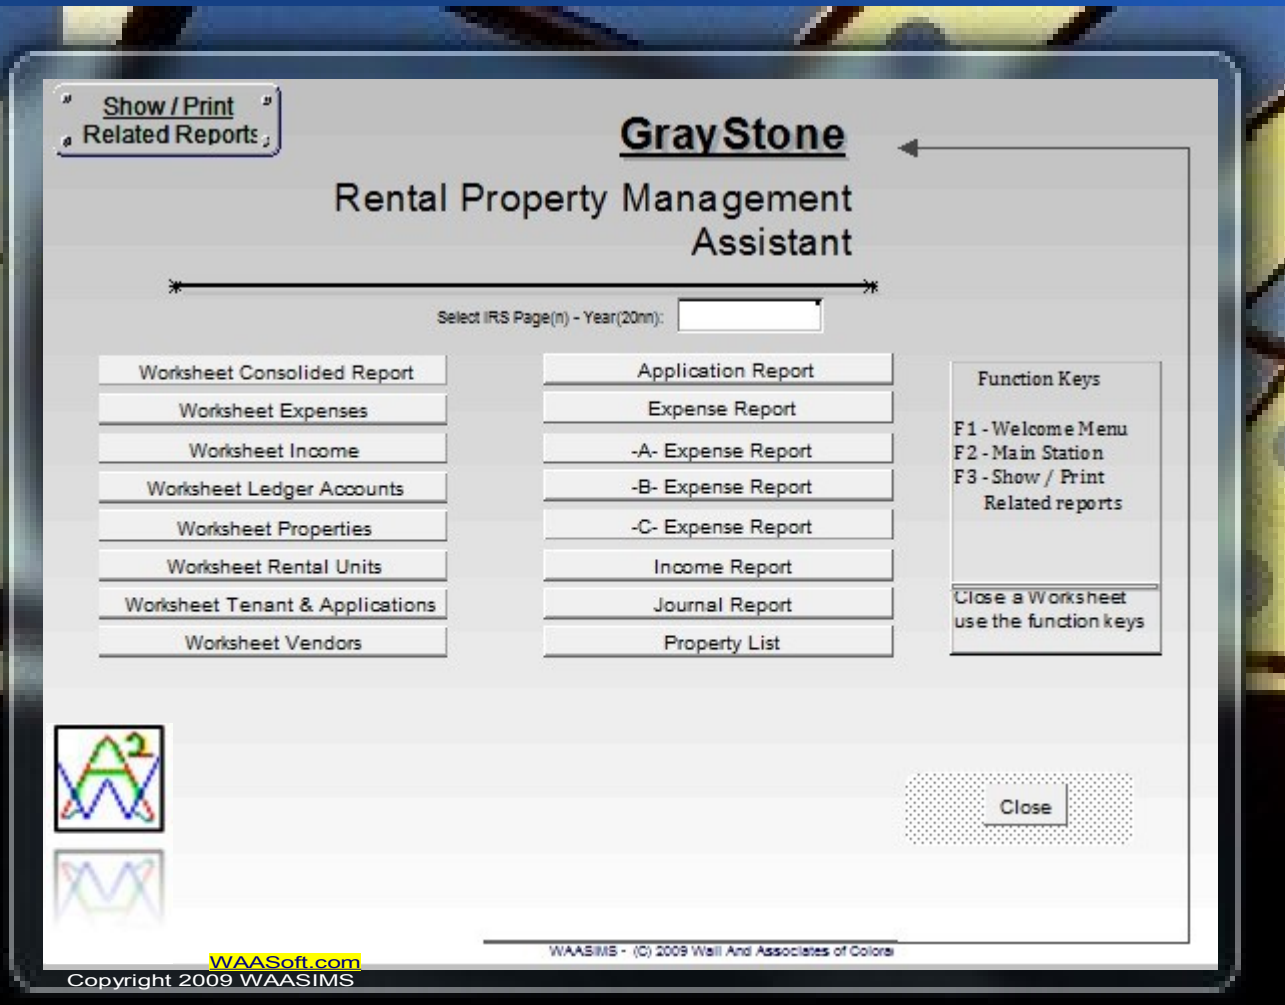 Show / Print
Related Reports
GrayStone
Rental Property Management
Assistant
Select IRS Page(n) - Year(20nn):
Worksheet Consolided Report
Worksheet Expenses
Worksheet Income
Worksheet Ledger Accounts
Worksheet Properties
Worksheet Rental Units
Worksheet Tenant & Applications
Worksheet Vendors
Application Report
Expense Report
-A- Expense Report
-B- Expense Report
-C- Expense Report
Income Report
Journal Report
Property List
Function Keys
F1 - Welcome Menu
F2 - Main Station
F3 - Show / Print
Related reports
Close a Worksheet
use the function keys
Close
WAASIMS - (C) 2009 Wall And Associates of Colora
WAASoft.com
Copyright 2009 WAASIMS